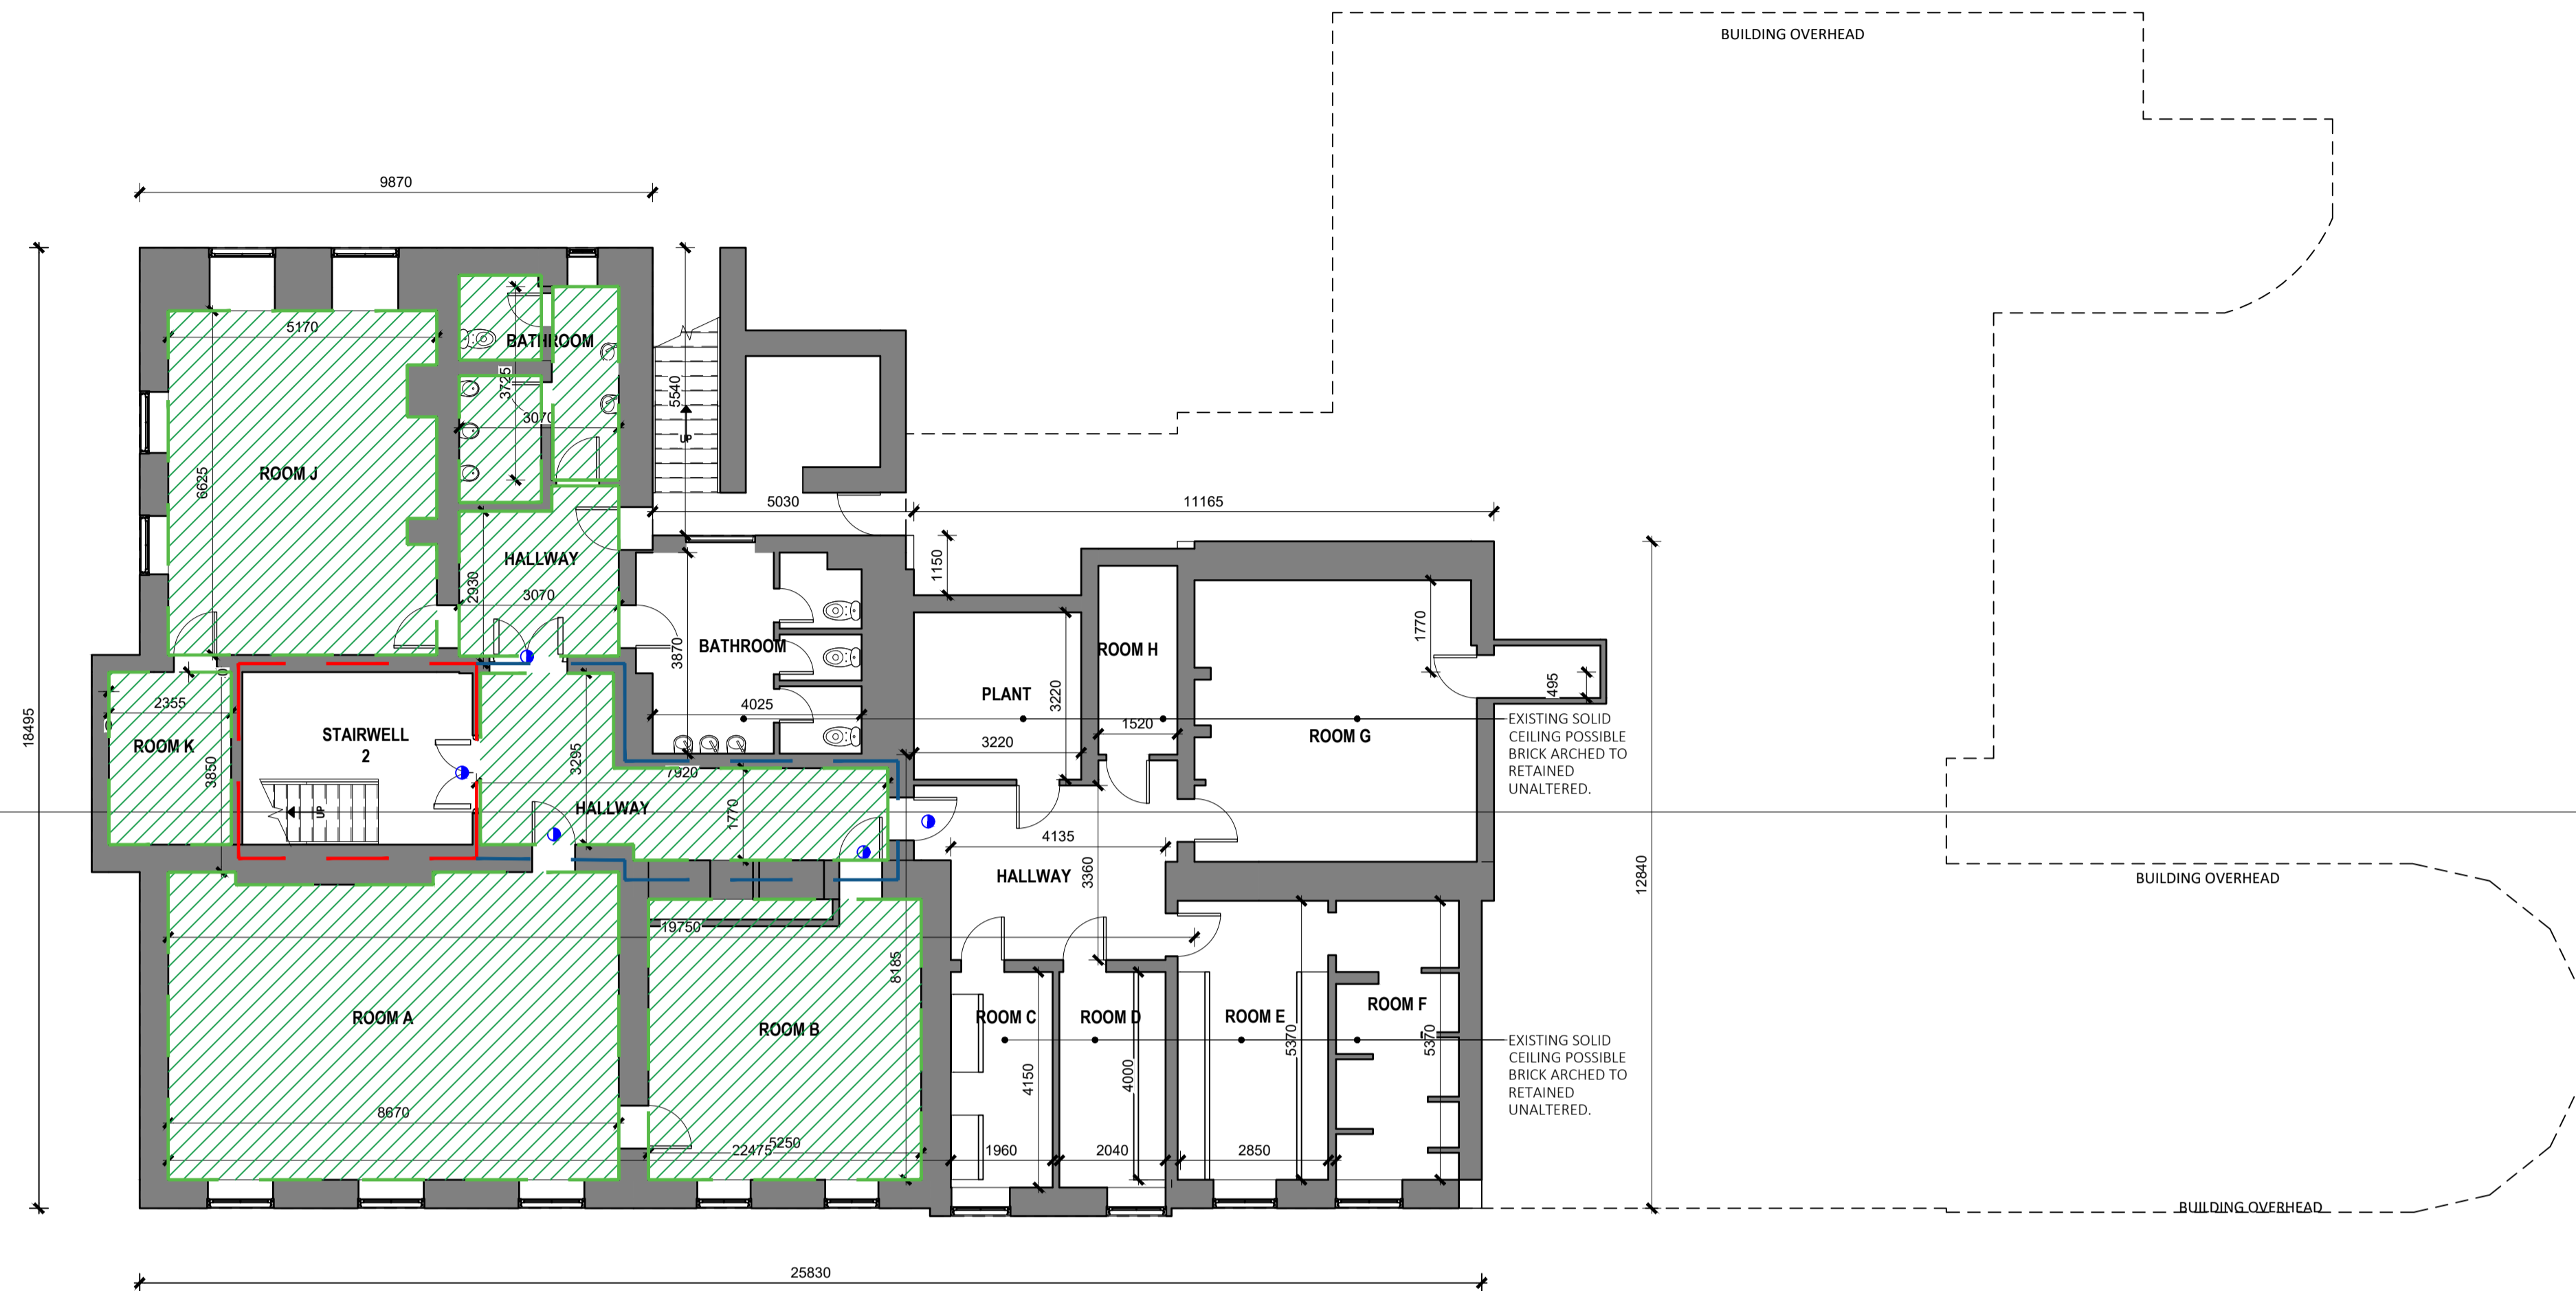 BUILDING OVERHEAD
9870
5170
BATHROOM
3725
3070
5540
UP
ROOM J
6625
5030
11165
HALLWAY
2930
3070
1150
BATHROOM
3870
4025
PLANT
3220
3220
ROOM H
1520
1770
495
ROOM G
EXISTING SOLID
CEILING POSSIBLE
BRICK ARCHED TO
RETAINED
UNALTERED.
18495
2355
ROOM K
3850
STAIRWELL
2
UP
3295
7920
HALLWAY
1770
4135
HALLWAY
3360
12840
BUILDING OVERHEAD
19750
8185
ROOM A
ROOM B
ROOM C
ROOM D
ROOM E
ROOM F
4150
4000
5370
5370
EXISTING SOLID
CEILING POSSIBLE
BRICK ARCHED TO
RETAINED
UNALTERED.
8670
5250
22475
1960
2040
2850
BUILDING OVERHEAD
25830